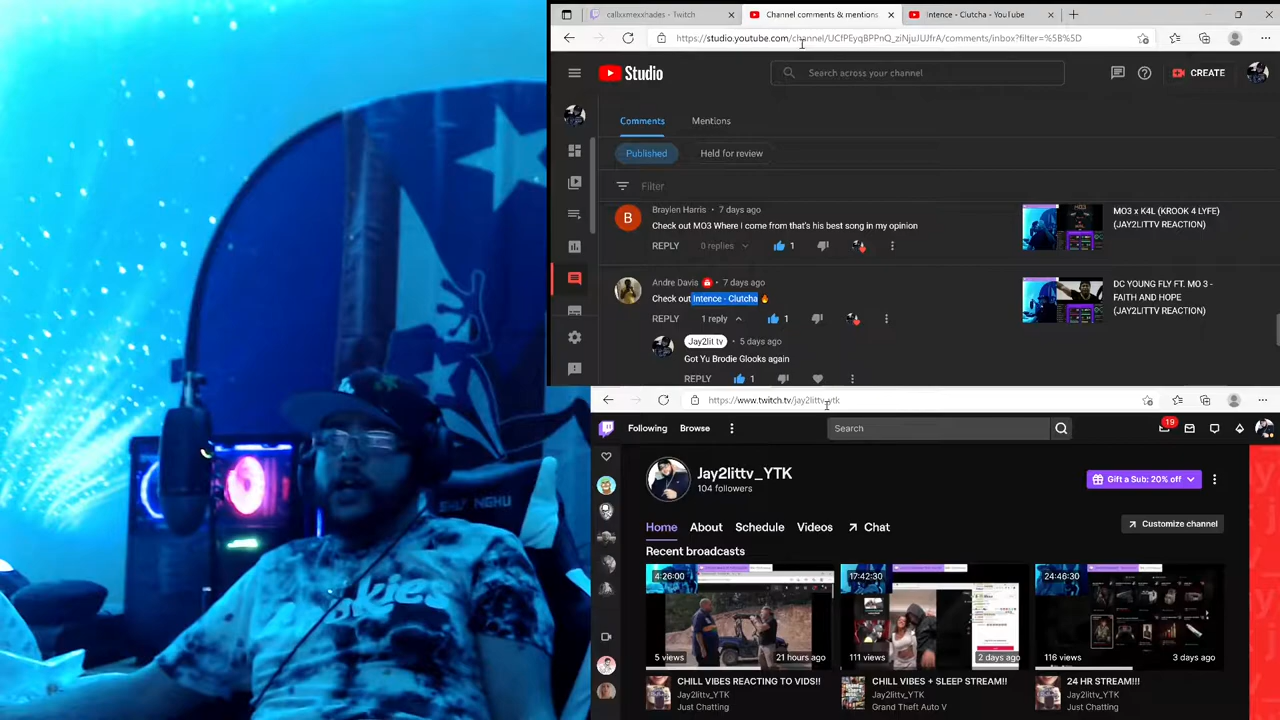 callxxmexxhades - Twitch
Channel comments & mentions
Intence - Clutcha - YouTube
https://studio.youtube.com/channel/UCfPEyqBPPnQ_ziNjuJUJfrA/comments/inbox?filter=%5B%5D
Studio
Search across your channel
CREATE
Comments
Mentions
Published
Held for review
Filter
B
Braylen Harris • 7 days ago
Check out MO3 Where I come from that's his best song in my opinion
REPLY 0 replies 1
MO3 x K4L (KROOK 4 LYFE)
(JAY2LITTV REACTION)
Andre Davis • 7 days ago
Check out Intence - Clutcha 🔥
REPLY 1 reply 1
DC YOUNG FLY FT. MO 3 -
FAITH AND HOPE
(JAY2LITTV REACTION)
Jay2lit tv • 5 days ago
Got Yu Brodie Glooks again
REPLY 1
https://www.twitch.tv/jay2littv_ytk
Following
Browse
Search
19
Jay2littv_YTK
104 followers
Gift a Sub: 20% off
Home
About
Schedule
Videos
Chat
Customize channel
Recent broadcasts
4:26:00
5 views
21 hours ago
17:42:30
111 views
2 days ago
24:46:30
116 views
3 days ago
CHILL VIBES REACTING TO VIDS!!
Jay2littv_YTK
Just Chatting
CHILL VIBES + SLEEP STREAM!!
Jay2littv_YTK
Grand Theft Auto V
24 HR STREAM!!!
Jay2littv_YTK
Just Chatting